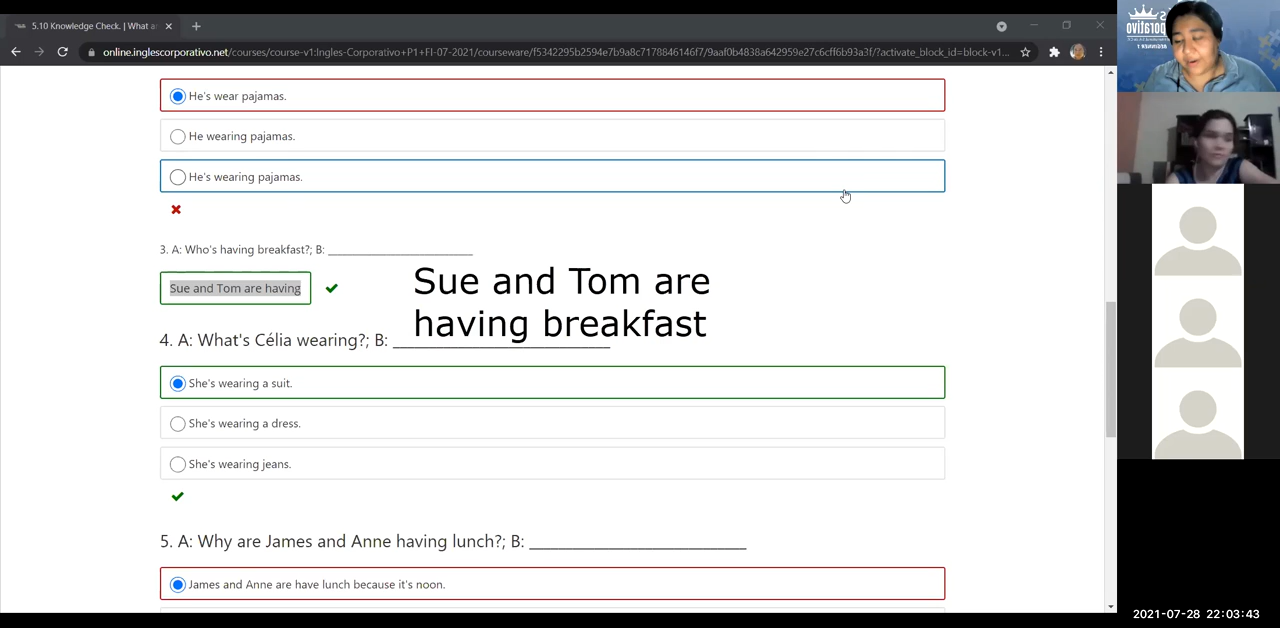 5.10 Knowledge Check. | What a
online.inglescorporativo.net/courses/course-v1:Ingles-Corporativo+P1+FI-07-2021/courseware/f5342295b2594e7b9a8c7178846146f7/9aaf0b4838a642959e27c6cff6b93a3f/?activate_block_id=block-v1...
He's wear pajamas.
He wearing pajamas.
He's wearing pajamas.
3. A: Who's having breakfast?; B: ______________________
Sue and Tom are having
Sue and Tom are
having breakfast
4. A: What's Célia wearing?; B: ______________________
She's wearing a suit.
She's wearing a dress.
She's wearing jeans.
5. A: Why are James and Anne having lunch?; B: ______________________
James and Anne are have lunch because it's noon.
2021-07-28 22:03:43